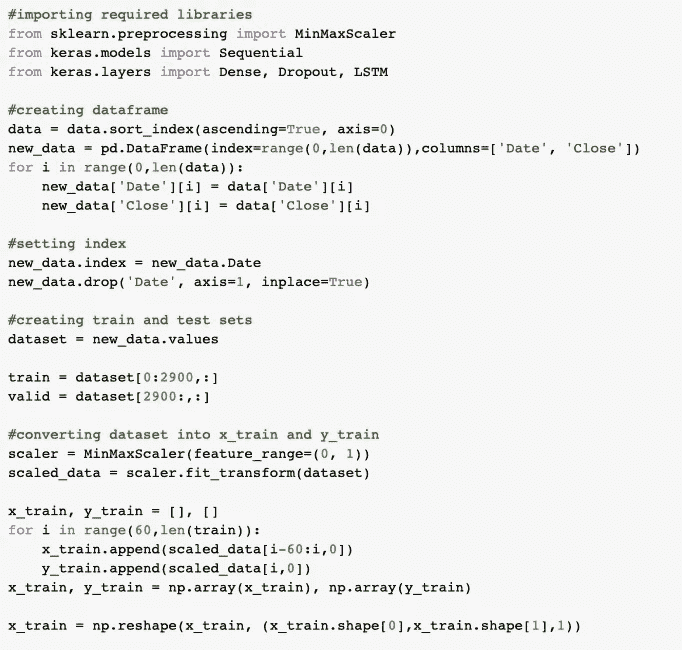 #importing required libraries
from sklearn.preprocessing import MinMaxScaler
from keras.models import Sequential
from keras.layers import Dense, Dropout, LSTM
#creating dataframe
data = data.sort_index(ascending=True, axis=0)
new_data = pd.DataFrame(index=range(0,len(data)),columns=['Date', 'Close'])
for i in range(0,len(data)):
    new_data['Date'][i] = data['Date'][i]
    new_data['Close'][i] = data['Close'][i]
#setting index
new_data.index = new_data.Date
new_data.drop('Date', axis=1, inplace=True)
#creating train and test sets
dataset = new_data.values
train = dataset[0:2900,:]
valid = dataset[2900:,:]
#converting dataset into x_train and y_train
scaler = MinMaxScaler(feature_range=(0, 1))
scaled_data = scaler.fit_transform(dataset)
x_train, y_train = [], []
for i in range(60,len(train)):
    x_train.append(scaled_data[i-60:i,0])
    y_train.append(scaled_data[i,0])
x_train, y_train = np.array(x_train), np.array(y_train)
x_train = np.reshape(x_train, (x_train.shape[0],x_train.shape[1],1))